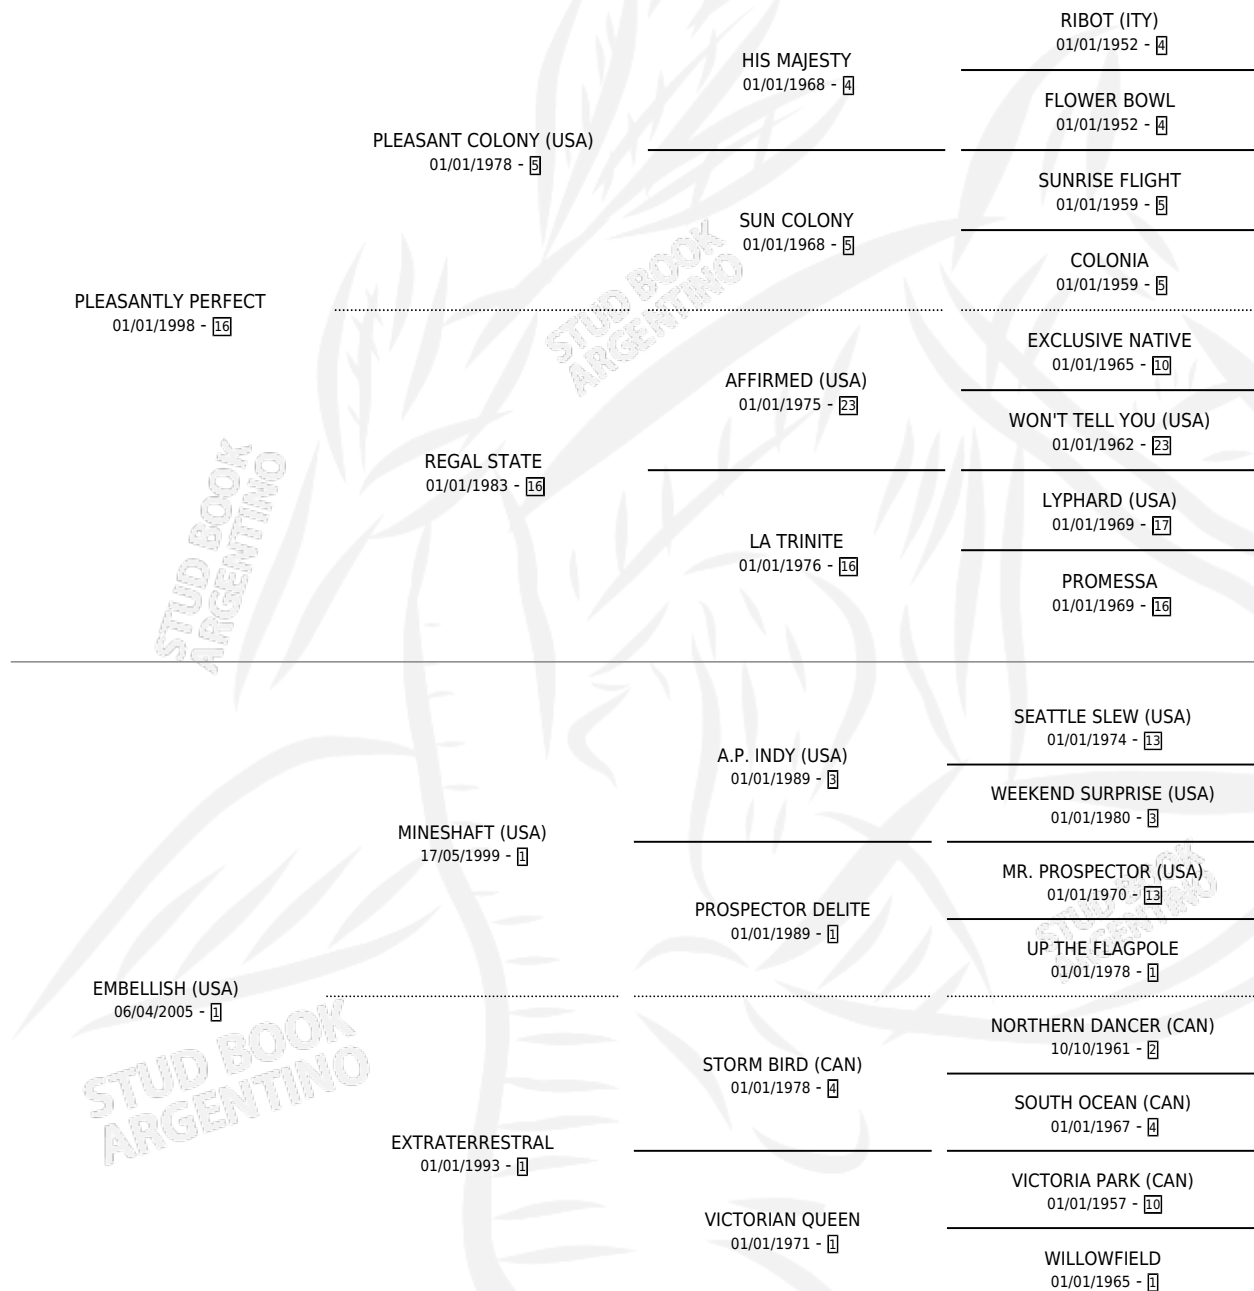 RIBOT (ITY)
01/01/1952 - 4
HIS MAJESTY
01/01/1968 - 4
FLOWER BOWL
01/01/1952 - 4
PLEASANT COLONY (USA)
01/01/1978 - 5
SUNRISE FLIGHT
01/01/1959 - 5
SUN COLONY
01/01/1968 - 5
COLONIA
01/01/1959 - 5
PLEASANTLY PERFECT
01/01/1998 - 16
EXCLUSIVE NATIVE
01/01/1965 - 10
AFFIRMED (USA)
01/01/1975 - 23
WON'T TELL YOU (USA)
01/01/1962 - 23
REGAL STATE
01/01/1983 - 16
LYPHARD (USA)
01/01/1969 - 17
LA TRINITE
01/01/1976 - 16
PROMESSA
01/01/1969 - 16
SEATTLE SLEW (USA)
01/01/1974 - 13
A.P. INDY (USA)
01/01/1989 - 3
WEEKEND SURPRISE (USA)
01/01/1980 - 3
MINESHAFT (USA)
17/05/1999 - 1
MR. PROSPECTOR (USA)
01/01/1970 - 13
PROSPECTOR DELITE
01/01/1989 - 1
UP THE FLAGPOLE
01/01/1978 - 1
EMBELLISH (USA)
06/04/2005 - 1
NORTHERN DANCER (CAN)
10/10/1961 - 2
STORM BIRD (CAN)
01/01/1978 - 4
SOUTH OCEAN (CAN)
01/01/1967 - 4
EXTRATERRESTRAL
01/01/1993 - 1
VICTORIA PARK (CAN)
01/01/1957 - 10
VICTORIAN QUEEN
01/01/1971 - 1
WILLOWFIELD
01/01/1965 - 1
STUD BOOK
ARGENTINO
STUD BOOK
ARGENTINO
STUD BOOK
ARGENTINO
STUD BOOK
ARGENTINO